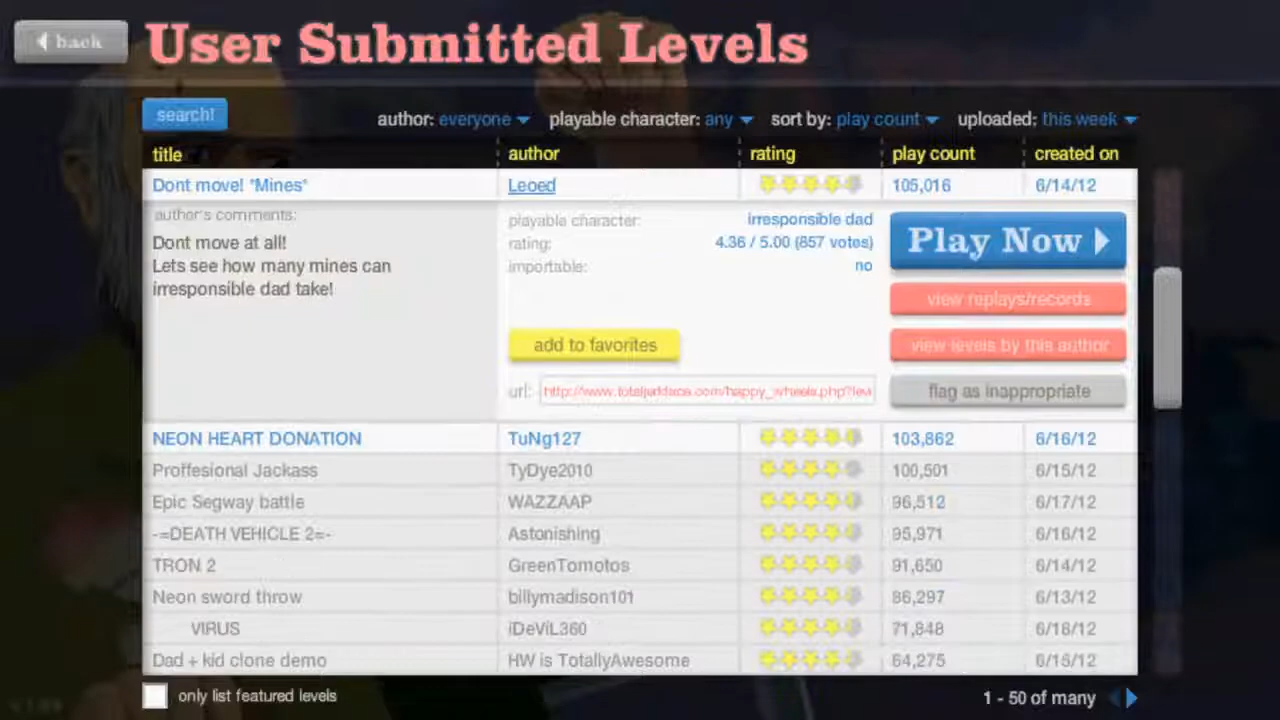 back
User Submitted Levels
search!
author: everyone playable character: any sort by: play count uploaded: this week
title author rating play count created on
Dont move! *Mines* Leoed 105,016 6/14/12
author's comments:
Dont move at all!
Lets see how many mines can
irresponsible dad take!
playable character: irresponsible dad
rating: 4.36 / 5.00 (857 votes)
importable: no
add to favorites
url: http://www.totaljerkface.com/happy_wheels.php?lev
Play Now
view replays/records
view levels by this author
flag as inappropriate
NEON HEART DONATION TuNg127 103,862 6/16/12
Proffesional Jackass TyDye2010 100,501 6/15/12
Epic Segway battle WAZZAAP 96,512 6/17/12
-=DEATH VEHICLE 2=- Astonishing 95,971 6/16/12
TRON 2 GreenTomotos 91,650 6/14/12
Neon sword throw billymadison101 86,297 6/13/12
VIRUS iDeViL360 71,848 6/16/12
Dad + kid clone demo HW is TotallyAwesome 64,275 6/15/12
only list featured levels
1 - 50 of many